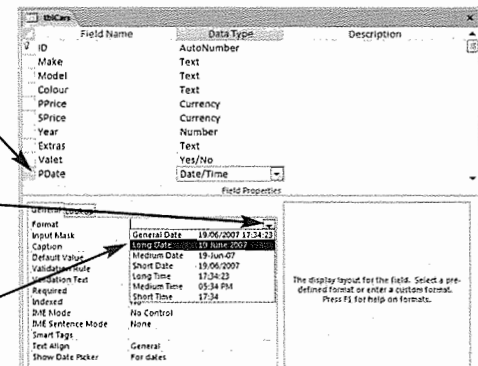 tblCars
Field Name Data Type Description
ID AutoNumber
Make Text
Model Text
Colour Text
PPrice Currency
SPrice Currency
Year Number
Extras Text
Valet Yes/No
PDate Date/Time
Field Properties
General Lookup
Format
Input Mask General Date 19/06/2007 17:34:23
Caption Long Date 19 June 2007
Default Value Medium Date 19-Jun-07
Validation Rule Short Date 19/06/2007
Validation Text Long Time 17:34:23
Required Medium Time 05:34 PM
Indexed Short Time 17:34
IME Mode No Control
IME Sentence Mode None
Smart Tags
Text Align General
Show Date Picker For dates
The display layout for the field. Select a pre-
defined format or enter a custom format.
Press F1 for help on formats.